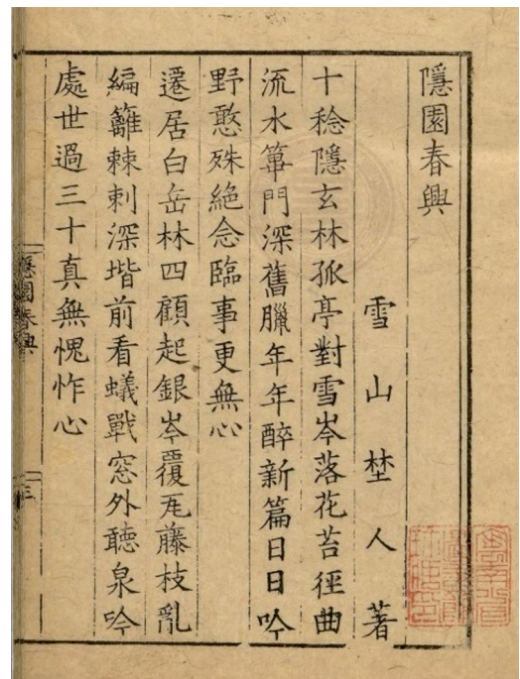 隱園春興
雪山埜人著
十稔隱玄林孤亭對雪岑落花苔徑曲
流水篳門深舊臘年年醉新篇日日吟
野憨殊絶念臨事更無心
遷居白岳林四顧起銀岑覆瓦藤枝亂
編籬棘刺深堦前看蟻戰窓外聽泉吟
處世過三十真無愧怍心
隱園春興
三